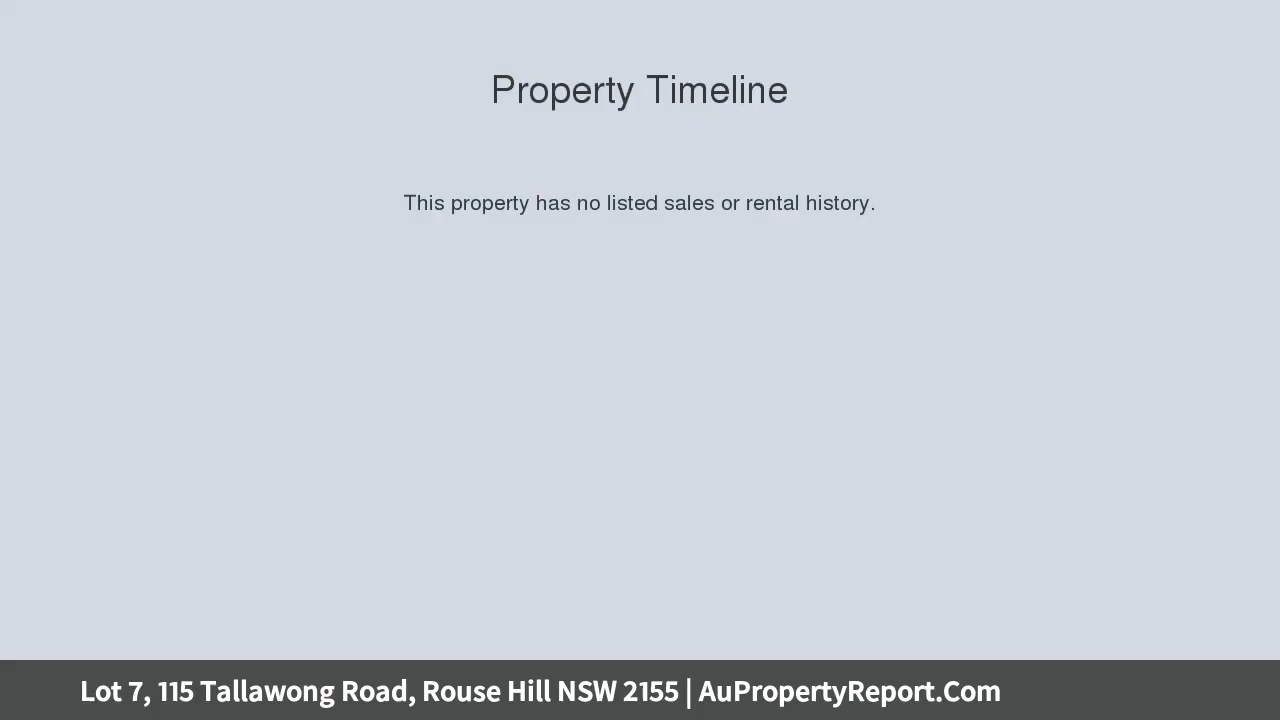 Property Timeline
This property has no listed sales or rental history.
Lot 7, 115 Tallawong Road, Rouse Hill NSW 2155 | AuPropertyReport.Com